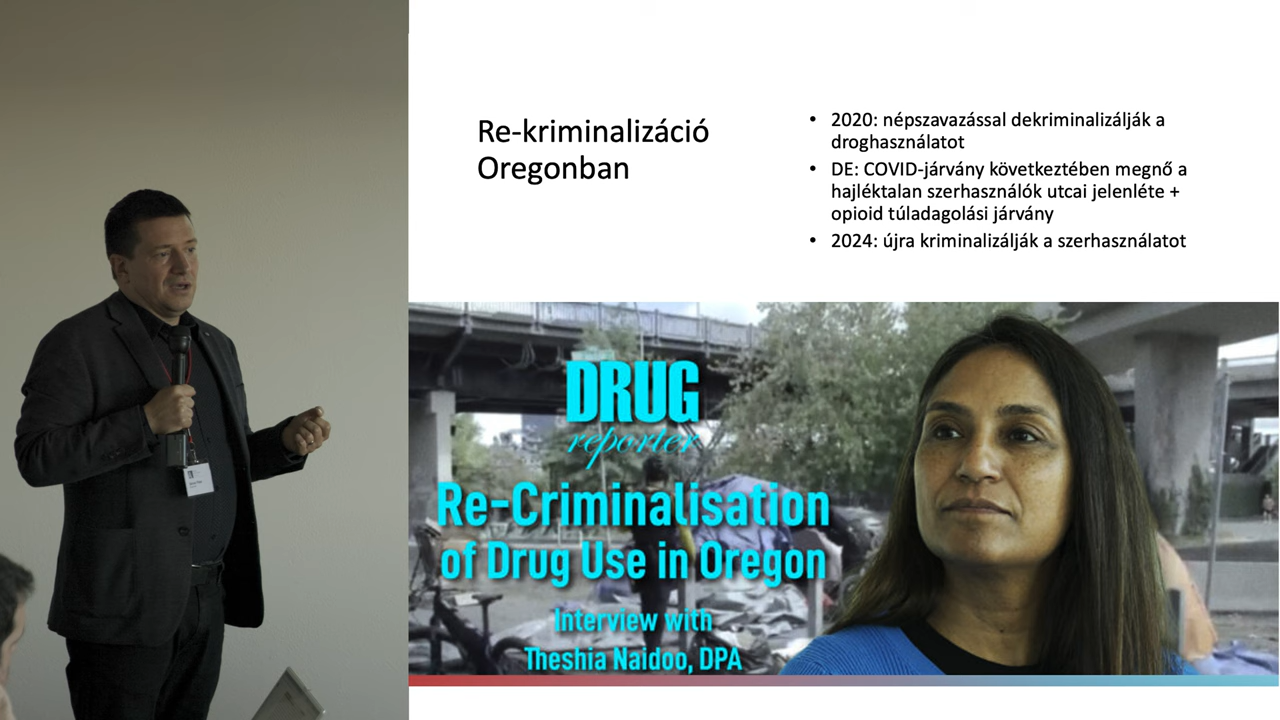 Re-kriminalizáció
Oregonban
• 2020: népszavazással dekriminalizálják a
droghasználatot
• DE: COVID-járvány következtében megnő a
hajléktalan szerhasználók utcai jelenléte +
opioid túladagolási járvány
• 2024: újra kriminalizálják a szerhasználatot
DRUG
reporter
Re-Criminalisation
of Drug Use in Oregon
Interview with
Theshia Naidoo, DPA